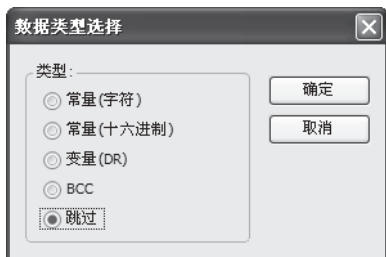 数据类型选择
类型:
常量(字符)
确定
常量(十六进制)
取消
变量(DR)
BCC
跳过